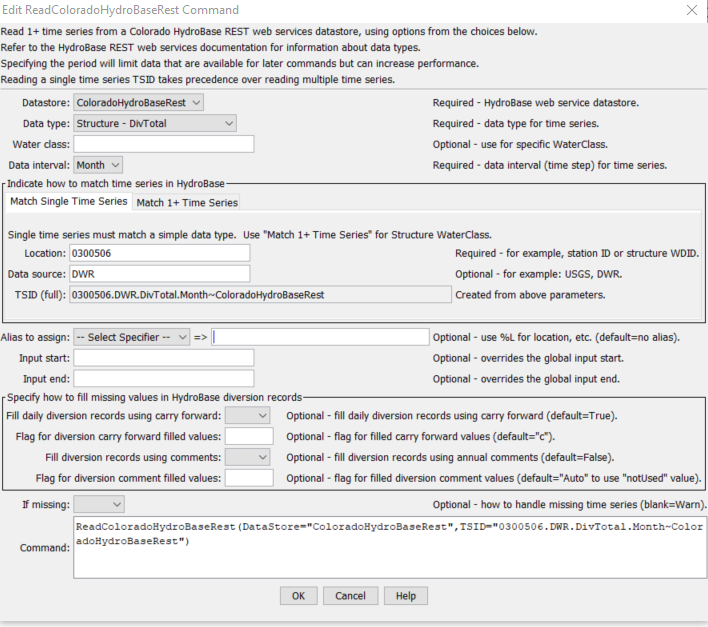 Edit ReadColoradoHydroBaseRest Command
Read 1+ time series from a Colorado HydroBase REST web services datastore, using options from the choices below.
Refer to the HydroBase REST web services documentation for information about data types.
Specifying the period will limit data that are available for later commands but can increase performance.
Reading a single time series TSID takes precedence over reading multiple time series.
Datastore: ColoradoHydroBaseRest Required - HydroBase web service datastore.
Data type: Structure - DivTotal Required - data type for time series.
Water class: Optional - use for specific WaterClass.
Data interval: Month Required - data interval (time step) for time series.
Indicate how to match time series in HydroBase
Match Single Time Series Match 1+ Time Series
Single time series must match a simple data type. Use "Match 1+ Time Series" for Structure WaterClass.
Location: 0300506 Required - for example, station ID or structure WDID.
Data source: DWR Optional - for example: USGS, DWR.
TSID (full): 0300506.DWR.DivTotal.Month~ColoradoHydroBaseRest Created from above parameters.
Alias to assign: -- Select Specifier -- => Optional - use %L for location, etc. (default=no alias).
Input start: Optional - overrides the global input start.
Input end: Optional - overrides the global input end.
Specify how to fill missing values in HydroBase diversion records
Fill daily diversion records using carry forward: Optional - fill daily diversion records using carry forward (default=True).
Flag for diversion carry forward filled values: Optional - flag for filled carry forward values (default="c").
Fill diversion records using comments: Optional - fill diversion records using annual comments (default=False).
Flag for diversion comment filled values: Optional - flag for filled diversion comment values (default="Auto" to use "notUsed" value).
If missing: Optional - how to handle missing time series (blank=Warn).
Command: ReadColoradoHydroBaseRest(DataStore="ColoradoHydroBaseRest",TSID="0300506.DWR.DivTotal.Month~Color
adoHydroBaseRest")
OK Cancel Help